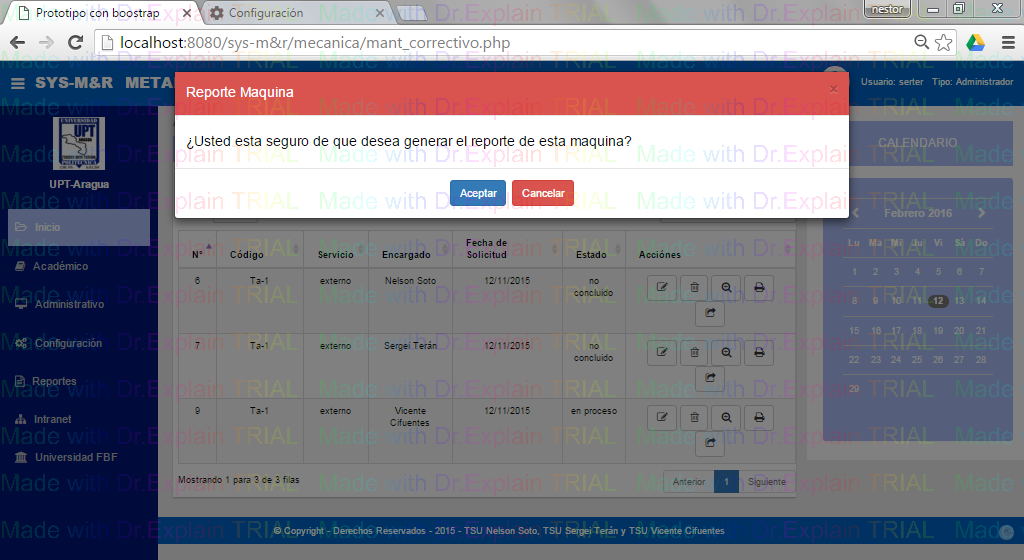 Prototipo con boostrap
Configuración
nestor
localhost:8080/sys-m&r/mecanica/mant_correctivo.php
SYS-M&R META
Usuario: serter Tipo: Administrador
Reporte Maquina
¿Usted esta seguro de que desea generar el reporte de esta maquina?
Aceptar Cancelar
UNIVERSIDAD
UPT
ARAGUA
UPT-Aragua
Inicio
Académico
Administrativo
Configuración
Reportes
Intranet
Universidad FBF
N° Código Servicio Encargado Fecha de Solicitud Estado Acciónes
6 Ta-1 externo Nelson Soto 12/11/2015 no concluído
7 Ta-1 externo Sergei Terán 12/11/2015 no concluído
9 Ta-1 externo Vicente Cifuentes 12/11/2015 en proceso
Mostrando 1 para 3 de 3 filas
Anterior 1 Siguiente
CALENDARIO
Febrero 2016
Lu Ma Mi Ju Vi Sá Do
1 2 3 4 5 6 7
8 9 10 11 12 13 14
15 16 17 18 19 20 21
22 23 24 25 26 27 28
29
© Copyright - Derechos Reservados - 2015 - TSU Nelson Soto, TSU Sergei Terán y TSU Vicente Cifuentes
Made with Dr.Explain TRIAL